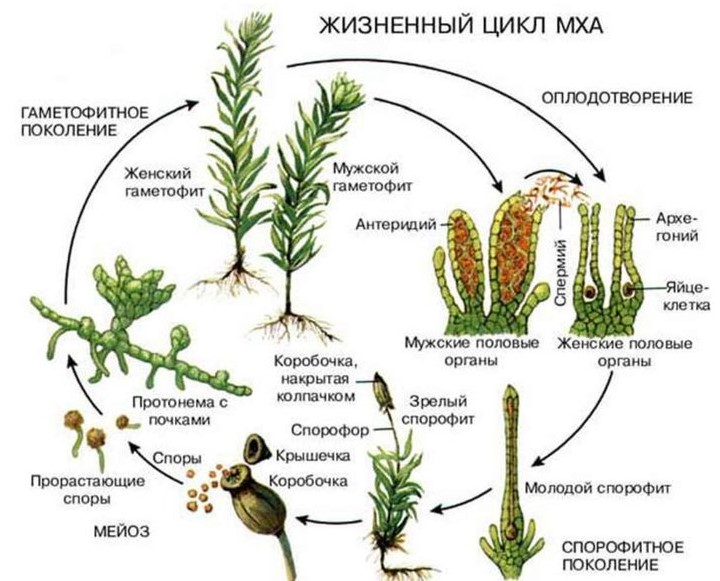 ЖИЗНЕННЫЙ ЦИКЛ МХА
ГАМЕТОФИТНОЕ
ПОКОЛЕНИЕ
ОПЛОДОТВОРЕНИЕ
Женский
гаметофит
Мужской
гаметофит
Антеридий
Спермий
Архе-
гоний
Яйце-
клетка
Мужские половые
органы
Женские половые
органы
Протонема с
почками
Коробочка,
накрытая
колпачком
Зрелый
спорофит
Спорофор
Крышечка
Коробочка
Споры
Прорастающие
споры
МЕЙОЗ
Молодой спорофит
СПОРОФИТНОЕ
ПОКОЛЕНИЕ